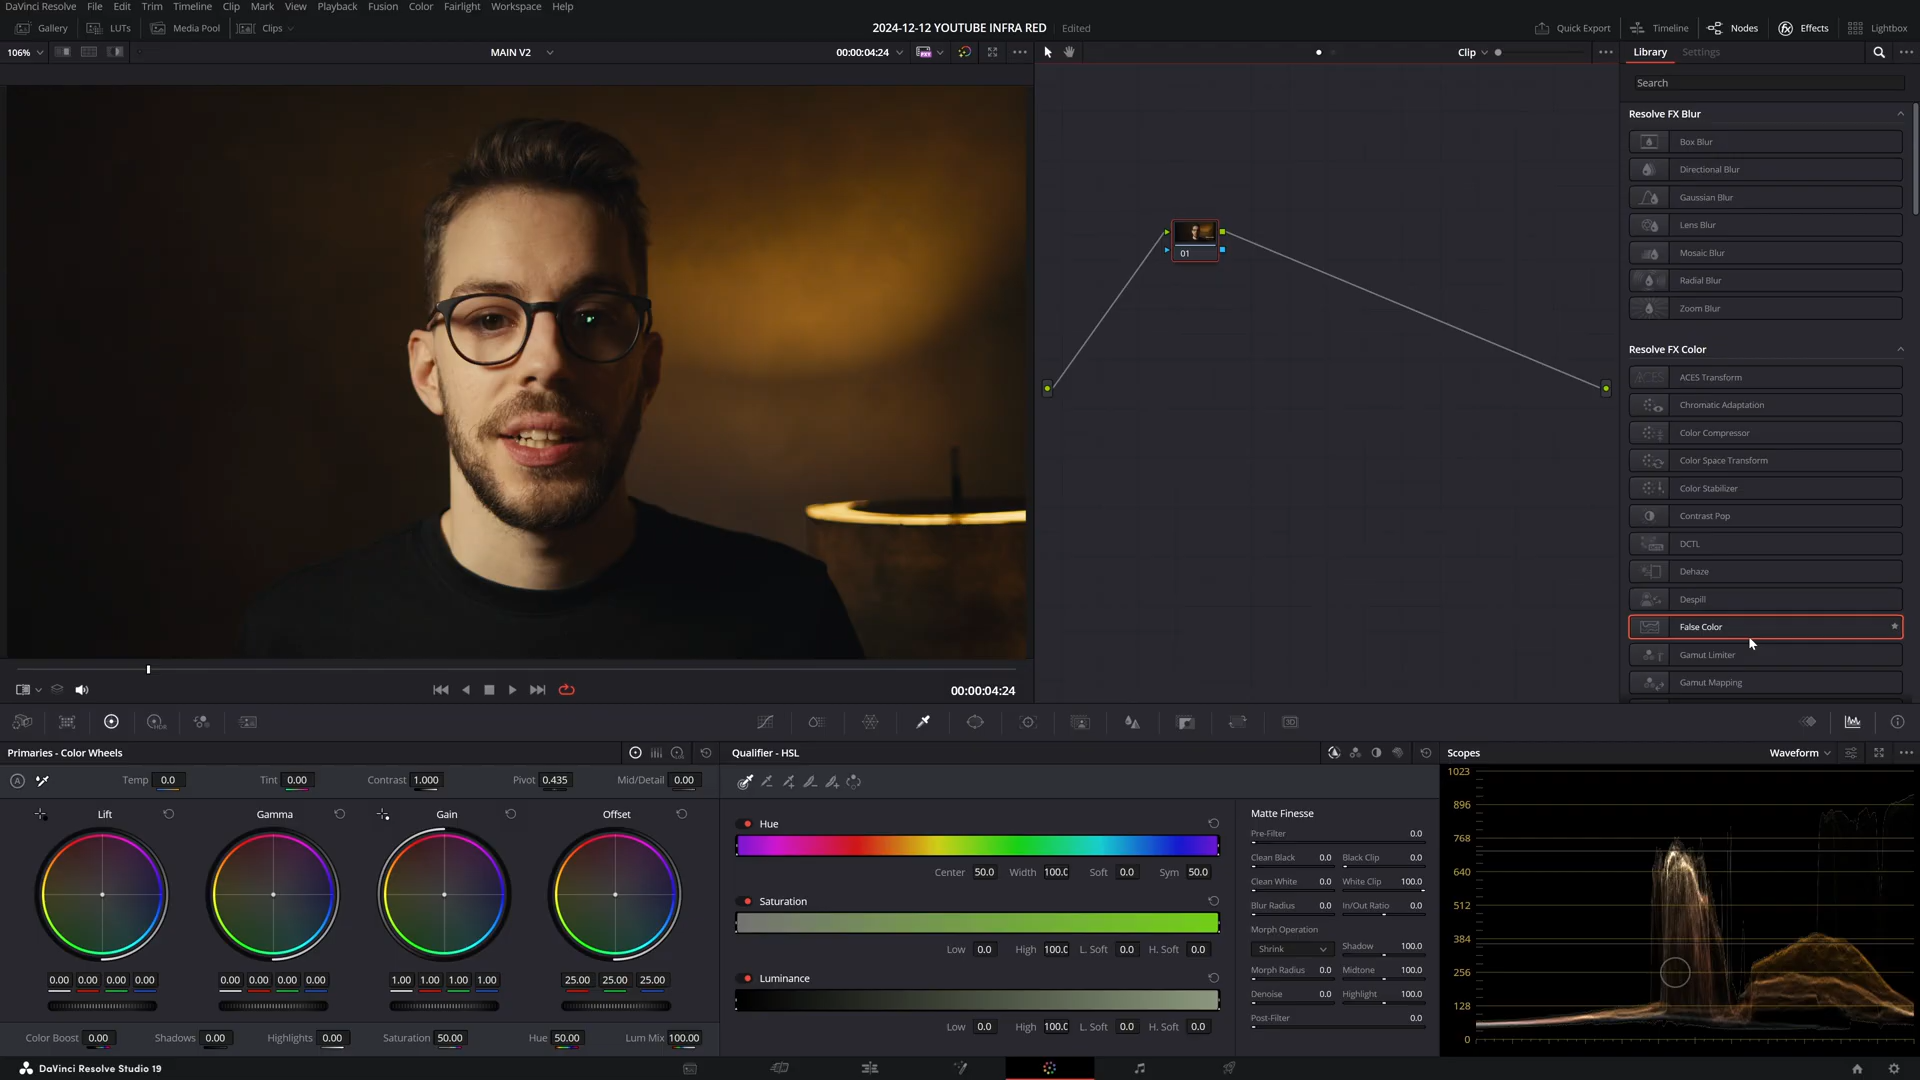 DaVinci Resolve File Edit Trim Timeline Clip Mark View Playback Fusion Color Fairlight Workspace Help
Gallery LUTs Media Pool Clips 2024-12-12 YOUTUBE INFRA RED Edited Quick Export Timeline Nodes Effects Lightbox
106% MAIN V2 00:00:04:24 Clip Library Settings
Search
Resolve FX Blur
Box Blur
Directional Blur
Gaussian Blur
Lens Blur
Mosaic Blur
Radial Blur
Zoom Blur
Resolve FX Color
ACES Transform
Chromatic Adaptation
Color Compressor
Color Space Transform
Color Stabilizer
Contrast Pop
DCTL
Dehaze
Despill
False Color
Gamut Limiter
Gamut Mapping
01
00:00:04:24
Primaries - Color Wheels
Temp 0.0 Tint 0.00 Contrast 1.000 Pivot 0.435 Mid/Detail 0.00
Lift Gamma Gain Offset
0.00 0.00 0.00 0.00 0.00 0.00 0.00 0.00 1.00 1.00 1.00 1.00 25.00 25.00 25.00
Color Boost 0.00 Shadows 0.00 Highlights 0.00 Saturation 50.00 Hue 50.00 Lum Mix 100.00
Qualifier - HSL
Hue
Center 50.0 Width 100.0 Soft 0.0 Sym 50.0
Saturation
Low 0.0 High 100.0 L. Soft 0.0 H. Soft 0.0
Luminance
Low 0.0 High 100.0 L. Soft 0.0 H. Soft 0.0
Matte Finesse
Pre-Filter 0.0
Clean Black 0.0 Black Clip 0.0
Clean White 0.0 White Clip 100.0
Blur Radius 0.0 In/Out Ratio 0.0
Morph Operation
Shrink Shadow 100.0
Morph Radius 0.0 Midtone 100.0
Denoise 0.0 Highlight 100.0
Post-Filter 0.0
Scopes Waveform
1023
896
768
640
512
384
256
128
0
DaVinci Resolve Studio 19